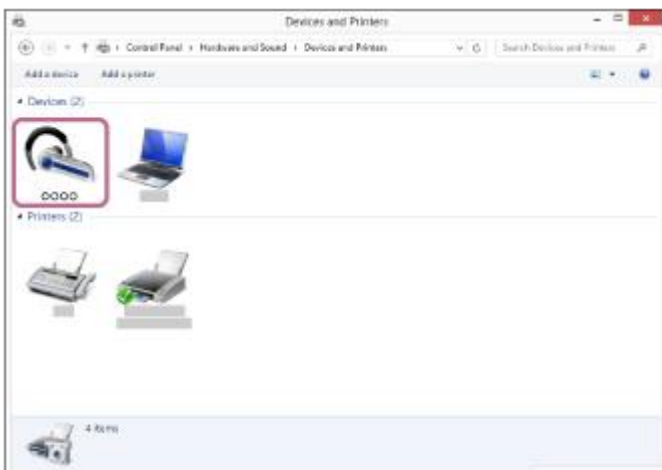 Devices and Printers
Control Panel › Hardware and Sound › Devices and Printers
Search Devices and Printers
Add a device Add a printer
Devices (2)
OOOO
Printers (2)
4 items